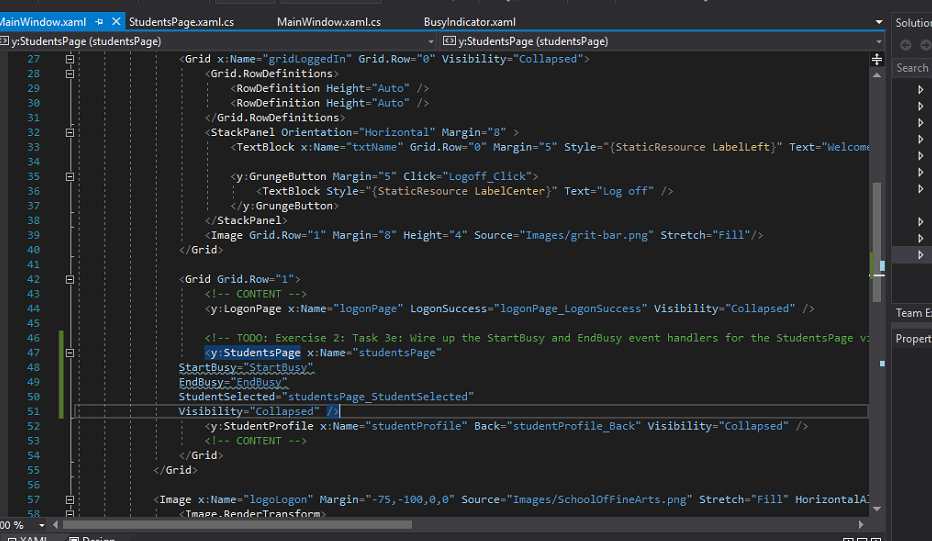 MainWindow.xaml StudentsPage.xaml.cs MainWindow.xaml.cs BusyIndicator.xaml Solution
y:StudentsPage (studentsPage) y:StudentsPage (studentsPage)
Search
27 <Grid x:Name="gridLoggedIn" Grid.Row="0" Visibility="Collapsed">
28 <Grid.RowDefinitions>
29 <RowDefinition Height="Auto" />
30 <RowDefinition Height="Auto" />
31 </Grid.RowDefinitions>
32 <StackPanel Orientation="Horizontal" Margin="8" >
33 <TextBlock x:Name="txtName" Grid.Row="0" Margin="5" Style="{StaticResource LabelLeft}" Text="Welcome
34
35 <y:GrungeButton Margin="5" Click="Logoff_Click">
36 <TextBlock Style="{StaticResource LabelCenter}" Text="Log off" />
37 </y:GrungeButton>
38 </StackPanel>
39 <Image Grid.Row="1" Margin="8" Height="4" Source="Images/grit-bar.png" Stretch="Fill"/>
40 </Grid>
41
42 <Grid Grid.Row="1">
43 <!-- CONTENT -->
44 <y:LogonPage x:Name="logonPage" LogonSuccess="logonPage_LogonSuccess" Visibility="Collapsed" />
45
46 <!-- TODO: Exercise 2: Task 3e: Wire up the StartBusy and EndBusy event handlers for the StudentsPage vi
47 <y:StudentsPage x:Name="studentsPage"
48 StartBusy="StartBusy"
49 EndBusy="EndBusy"
50 StudentSelected="studentsPage_StudentSelected"
51 Visibility="Collapsed" />
52 <y:StudentProfile x:Name="studentProfile" Back="studentProfile_Back" Visibility="Collapsed" />
53 <!-- CONTENT -->
54 </Grid>
55 </Grid>
56
57 <Image x:Name="logoLogon" Margin="-75,-100,0,0" Source="Images/SchoolOfFineArts.png" Stretch="Fill" HorizontalAl
58 <Image.RenderTransform>
Team Ex
Propert
00 %
XAML Design